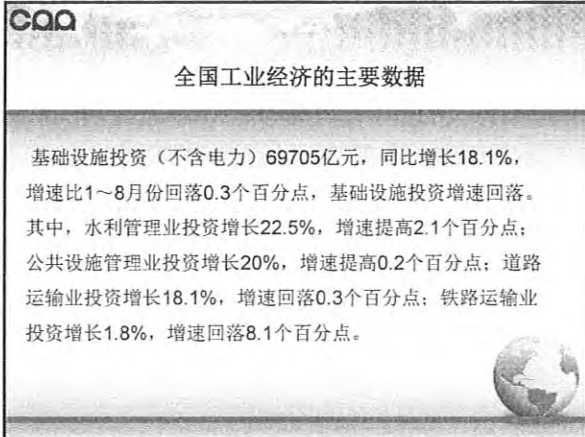 caa
全国工业经济的主要数据
基础设施投资（不含电力）69705亿元，同比增长18.1%，
增速比1～8月份回落0.3个百分点，基础设施投资增速回落。
其中，水利管理业投资增长22.5%，增速提高2.1个百分点；
公共设施管理业投资增长20%，增速提高0.2个百分点；道路
运输业投资增长18.1%，增速回落0.3个百分点；铁路运输业
投资增长1.8%，增速回落8.1个百分点。